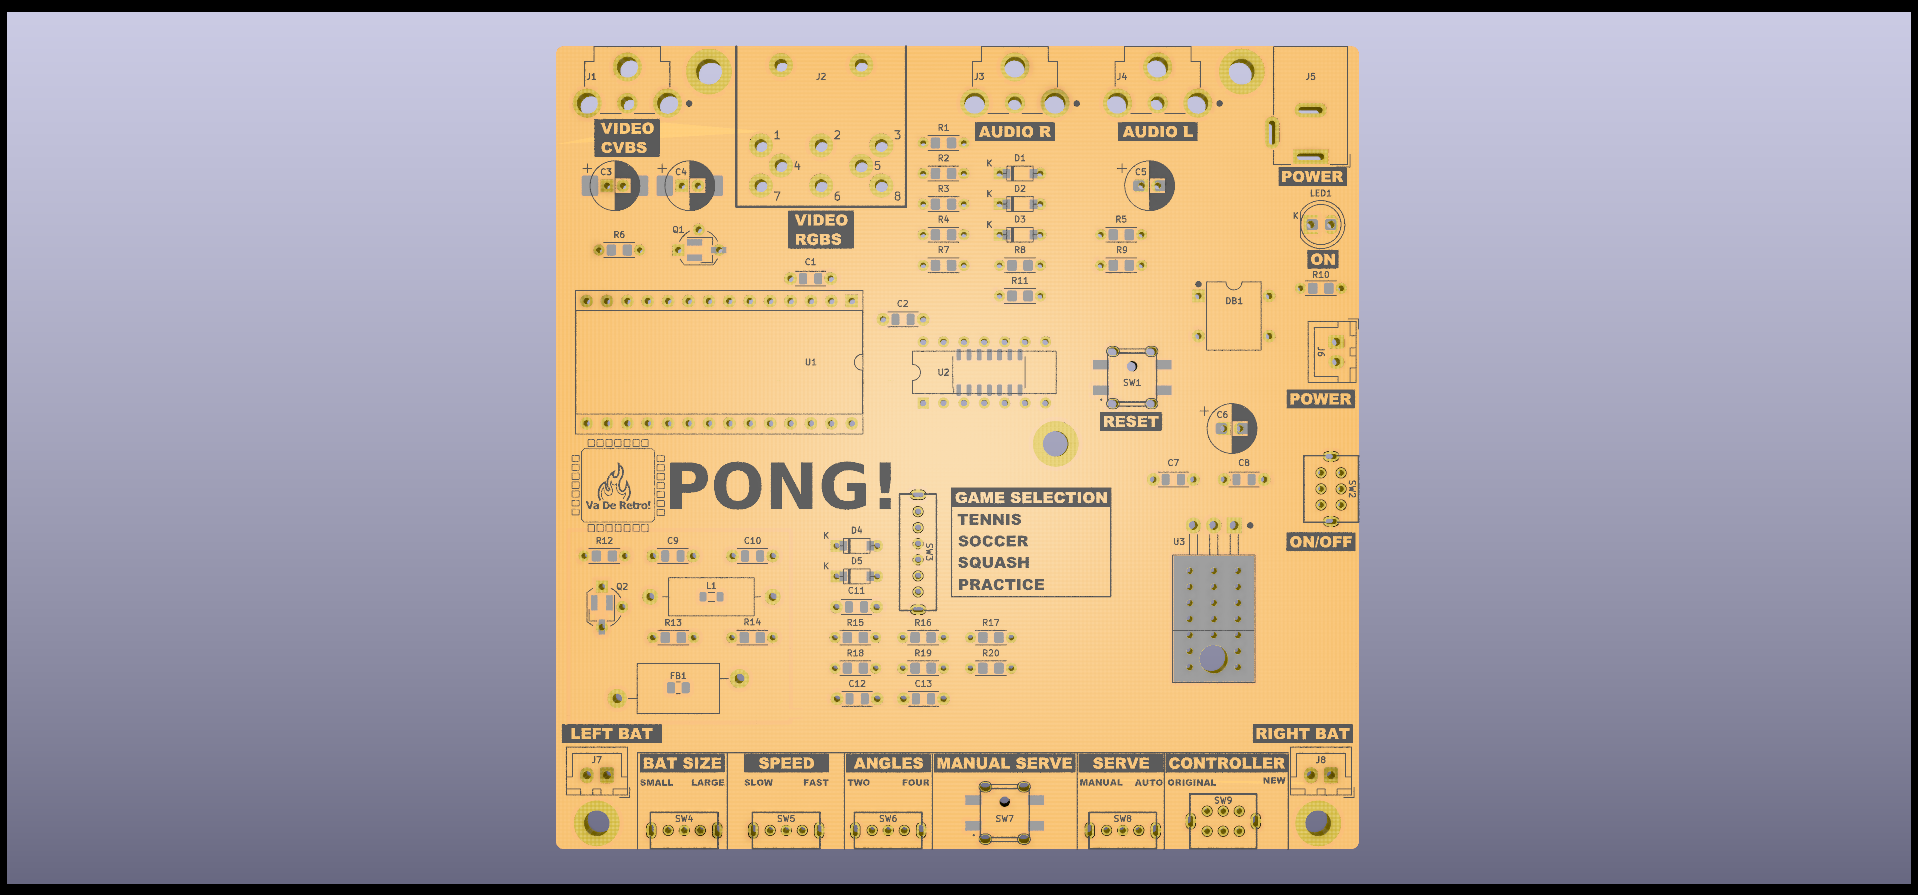 J1
J2
J3
J4
J5
VIDEO
CVBS
1 2 3
4 5
7 6 8
AUDIO R
AUDIO L
R1
R2
R3
R4
R7
K D1
K D2
K D3
R8
R11
+ C3
+ C4
+ C5
POWER
LED1
K
ON
R10
VIDEO
RGBS
R6
Q1
C1
R5
R9
C2
DB1
U1
U2
SW1
RESET
J6
POWER
+ C6
C7
C8
SW2
ON/OFF
Va De Retro!
PONG!
SW3
GAME SELECTION
TENNIS
SOCCER
SQUASH
PRACTICE
U3
R12
C9
C10
K D4
K D5
C11
Q2
L1
R13
R14
R15
R16
R17
R18
R19
R20
FB1
C12
C13
LEFT BAT
RIGHT BAT
J7
J8
BAT SIZE
SMALL LARGE
SW4
SPEED
SLOW FAST
SW5
ANGLES
TWO FOUR
SW6
MANUAL SERVE
SW7
SERVE
MANUAL AUTO
SW8
CONTROLLER
ORIGINAL NEW
SW9